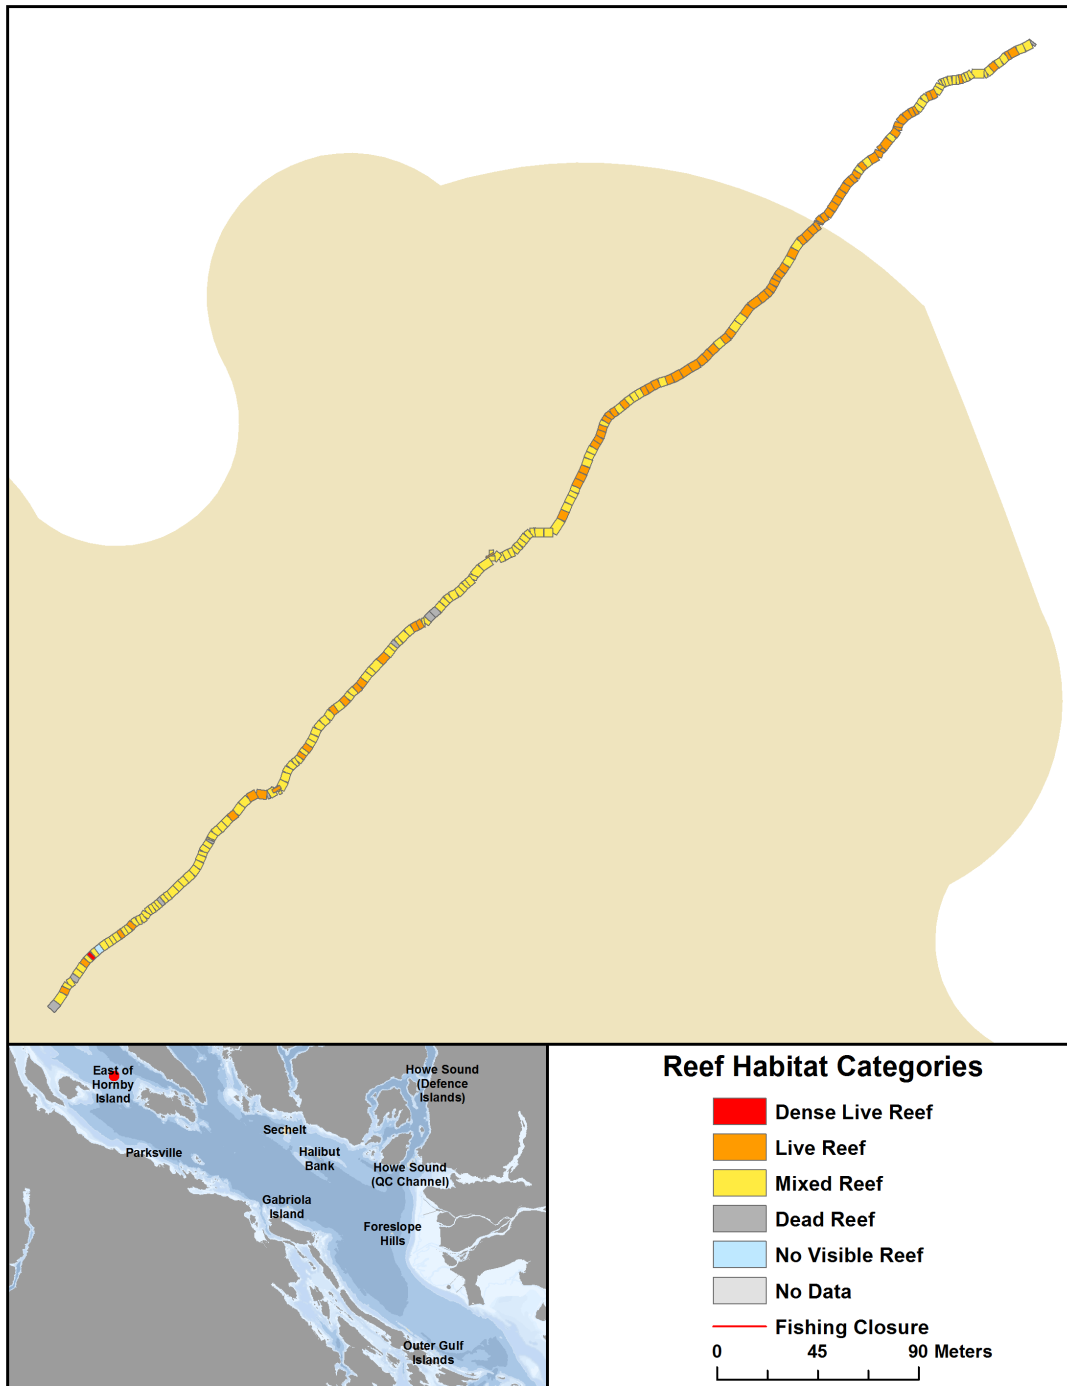 East of
Hornby
Island
Howe Sound
(Defence
Islands)
Sechelt
Parksville
Halibut
Bank
Howe Sound
(QC Channel)
Gabriola
Island
Foreslope
Hills
Outer Gulf
Islands
Reef Habitat Categories
Dense Live Reef
Live Reef
Mixed Reef
Dead Reef
No Visible Reef
No Data
Fishing Closure
0 45 90 Meters